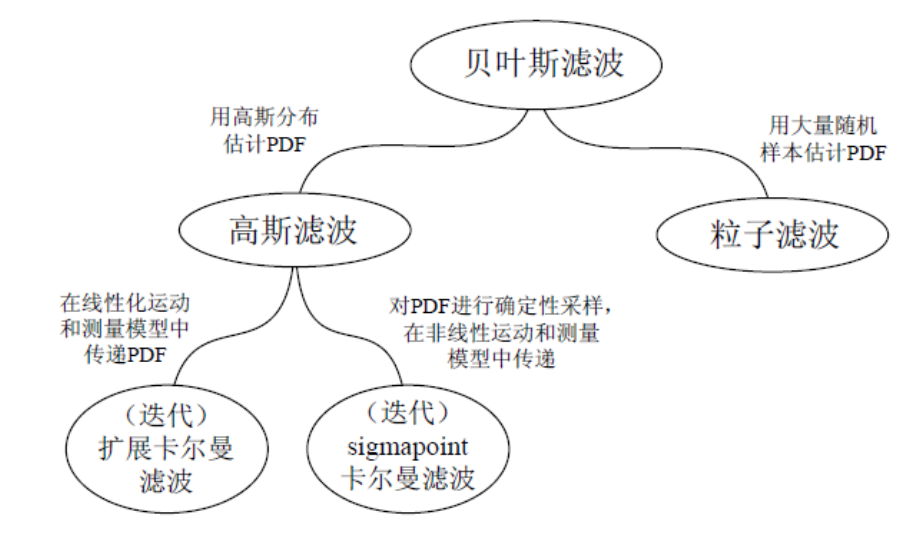 贝叶斯滤波
用高斯分布
估计PDF
用大量随机
样本估计PDF
高斯滤波
粒子滤波
在线性化运动
和测量模型中
传递PDF
对PDF进行确定性采样，
在非线性运动和测量
模型中传递
（迭代）
扩展卡尔曼
滤波
（迭代）
sigmapoint
卡尔曼滤波